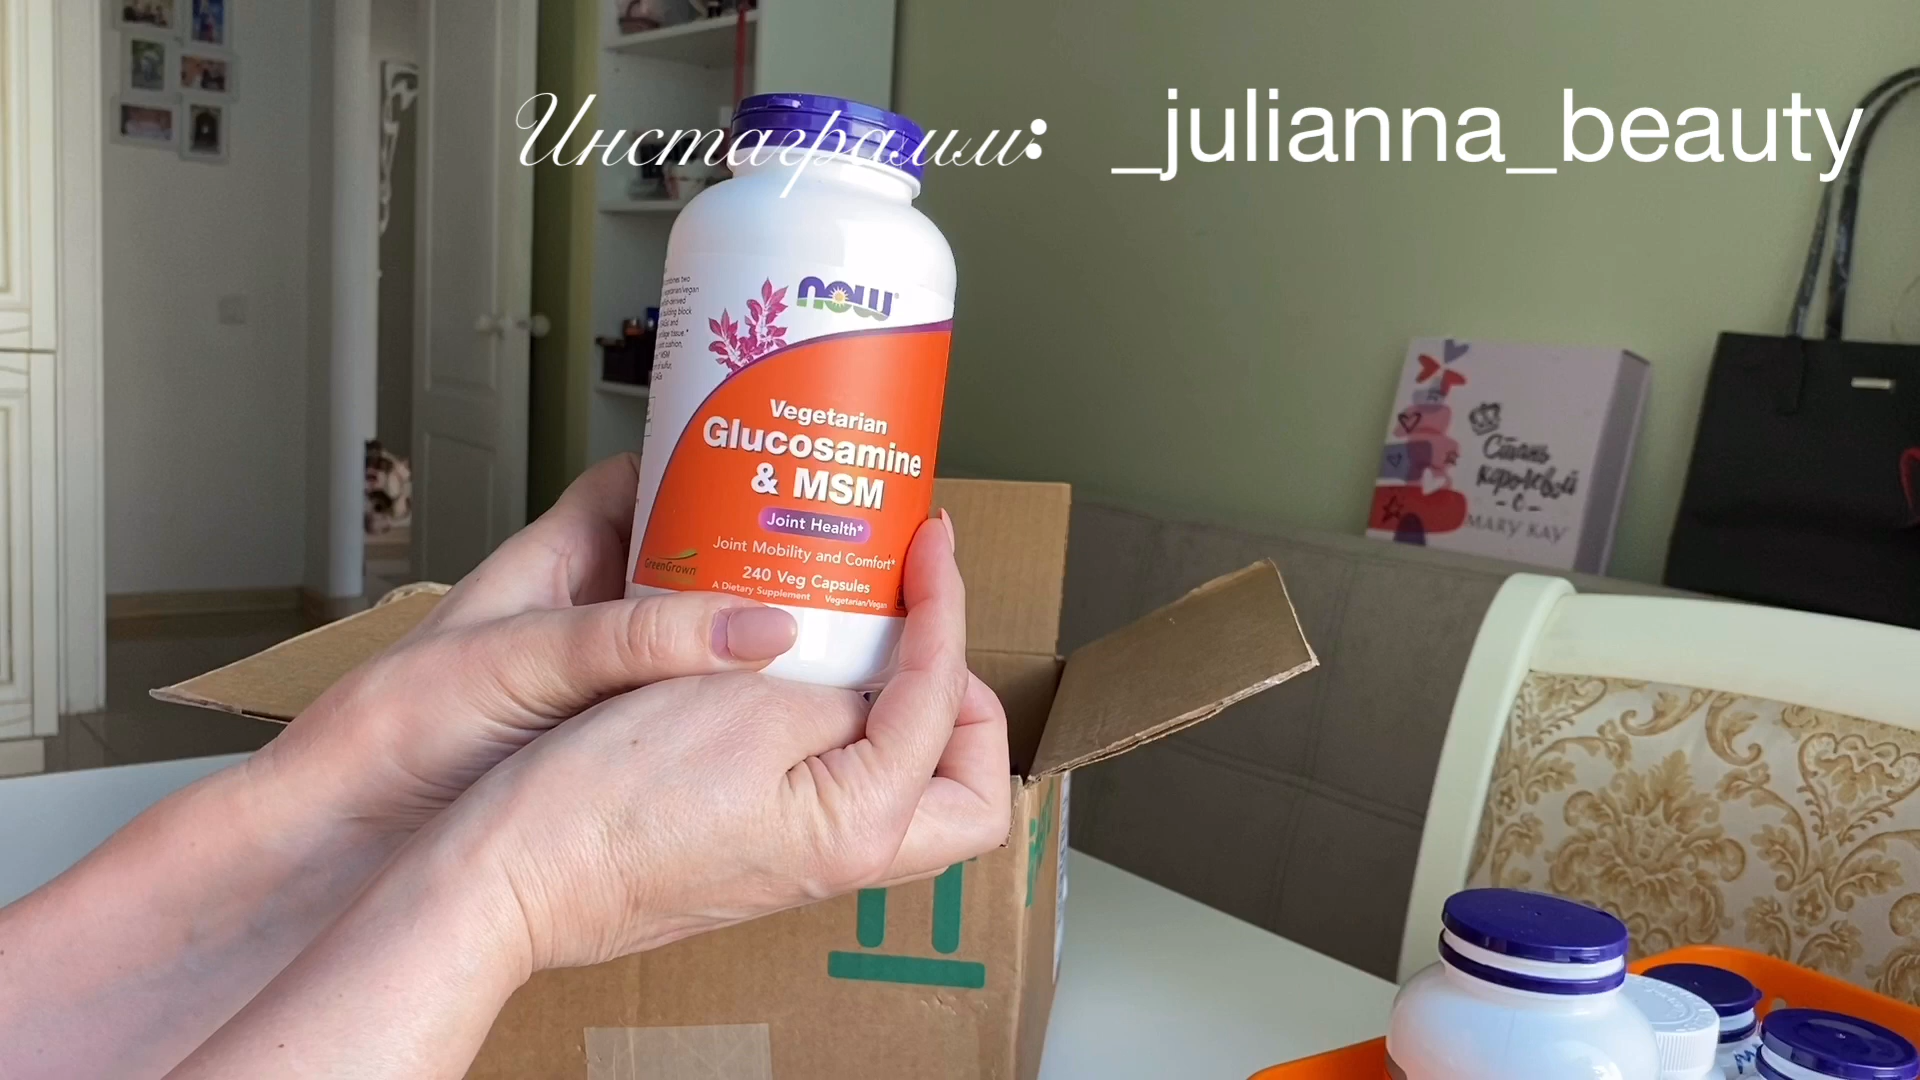 Инстаграмм: _julianna_beauty
now
Vegetarian
Glucosamine
& MSM
Joint Health*
Joint Mobility and Comfort*
GreenGrown
240 Veg Capsules
A Dietary Supplement Vegetarian/Vegan
Стань
королевой
- с -
MARY KAY